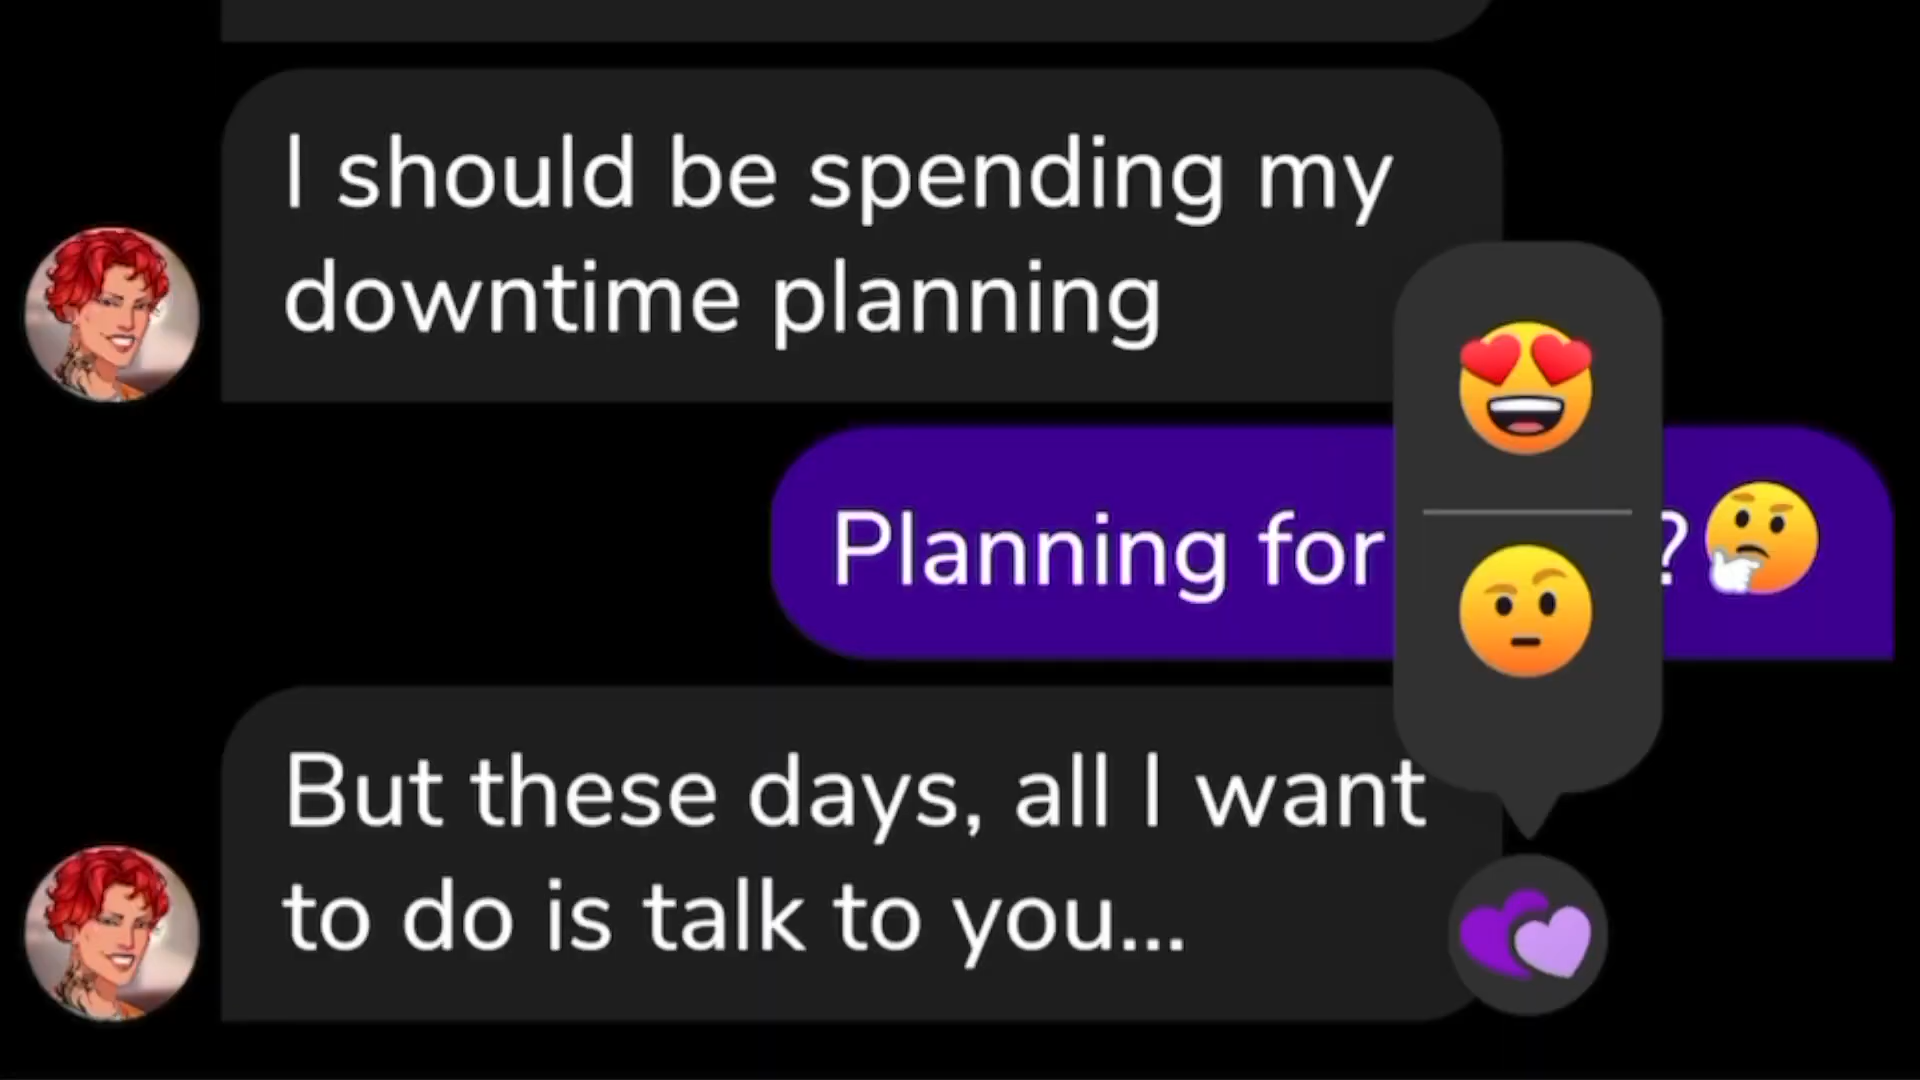 I should be spending my
downtime planning
Planning for ?
But these days, all I want
to do is talk to you...